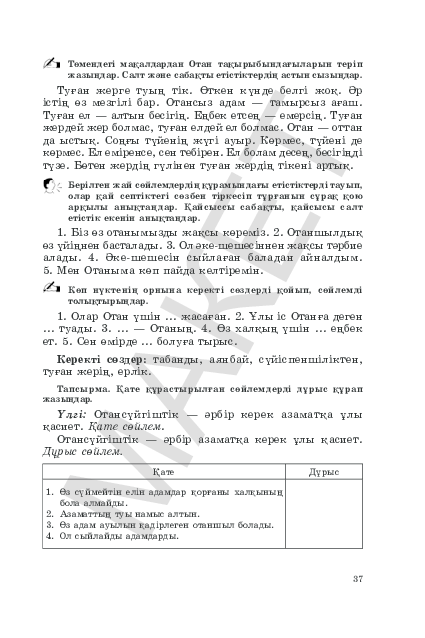 Төмендегі мақалдардан Отан тақырыбындағыларын теріп
жазыңдар. Салт және сабақты етістіктердің астын сызыңдар.
Туған жерге туың тік. Өткен күнде белгі жоқ. Әр
істің өз мезгілі бар. Отансыз адам — тамырсыз ағаш.
Туған ел — алтын бесігің. Еңбек етсең — емерсің. Туған
жердей жер болмас, туған елдей ел болмас. Отан — оттан
да ыстық. Соңғы түйенің жүгі ауыр. Көрмес, түйені де
көрмес. Ел еміренсе, сен тебірен. Ел болам десең, бесігіңді
түзе. Бөтен жердің гүлінен туған жердің тікені артық.
Берілген жай сөйлемдердің құрамындағы етістіктерді тауып,
олар қай септіктегі сөзбен тіркесіп тұрғанын сұрақ қою
арқылы анықтаңдар. Қайсысы сабақты, қайсысы салт
етістік екенін анықтаңдар.
1. Біз өз отанымызды жақсы көреміз. 2. Отаншылдық
өз үйіңнен басталады. 3. Ол әке-шешесіннен жақсы тәрбие
алады. 4. Әке-шешесін сыйлаған баладан айналдым.
5. Мен Отаныма көп пайда келтіремін.
Көп нүктенің орнына керекті сөздерді қойып, сөйлемді
толықтырыңдар.
1. Олар Отан үшін ... жасаған. 2. Ұлы іс Отанға деген
... туады. 3. ... — Отаның. 4. Өз халқың үшін ... еңбек
ет. 5. Сен өмірде ... болуға тырыс.
Керекті сөздер: табанды, аянбай, сүйіспеншіліктен,
туған жерің, ерлік.
Тапсырма. Қате құрастырылған сөйлемдерді дұрыс құрап
жазыңдар.
Үлгі: Отансүйгіштік — әрбір керек азаматқа ұлы
қасиет. Қате сөйлем.
Отансүйгіштік — әрбір азаматқа керек ұлы қасиет.
Дұрыс сөйлем.
Қате Дұрыс
1. Өз сүймейтін елін адамдар қорғаны халқының
бола алмайды.
2. Азаматтың туы намыс алтын.
3. Өз адам ауылын қадірлеген отаншыл болады.
4. Ол сыйлайды адамдарды.
37